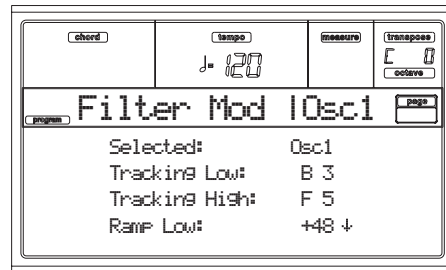 chord tempo measure transpose
♩= 120 C 0
octave
program Filter Mod |Osc1 page
Selected: Osc1
Tracking Low: B 3
Tracking High: F 5
Ramp Low: +48 ↓